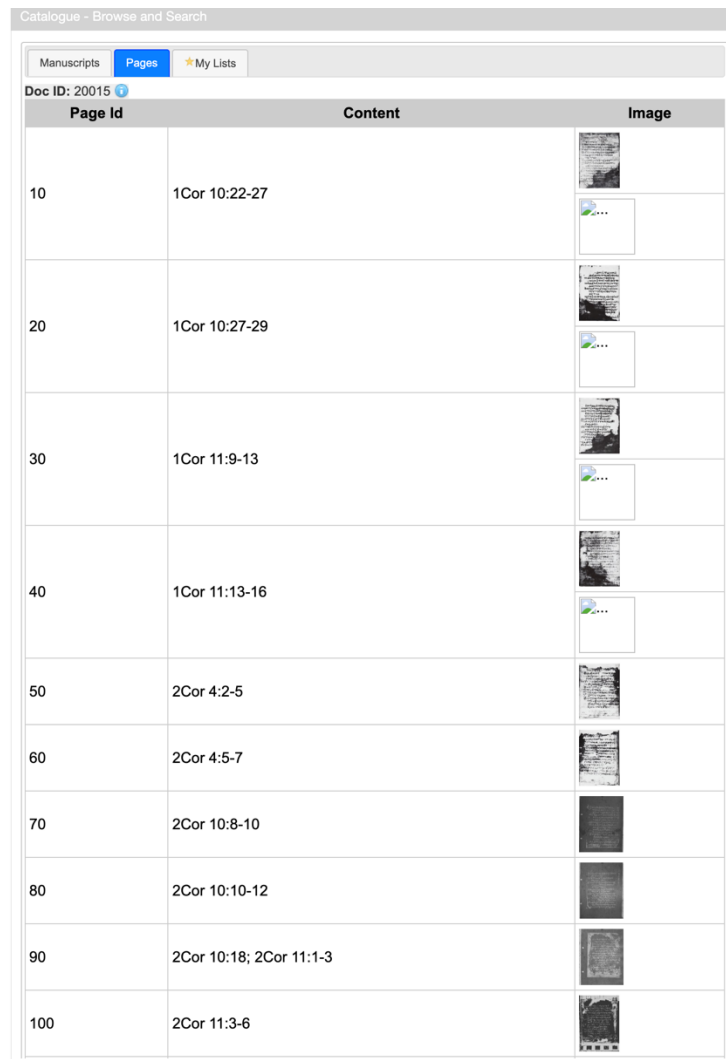 Catalogue - Browse and Search
Manuscripts Pages My Lists
Doc ID: 20015
Page Id Content Image
10 1Cor 10:22-27
...
20 1Cor 10:27-29
...
30 1Cor 11:9-13
...
40 1Cor 11:13-16
...
50 2Cor 4:2-5
60 2Cor 4:5-7
70 2Cor 10:8-10
80 2Cor 10:10-12
90 2Cor 10:18; 2Cor 11:1-3
100 2Cor 11:3-6